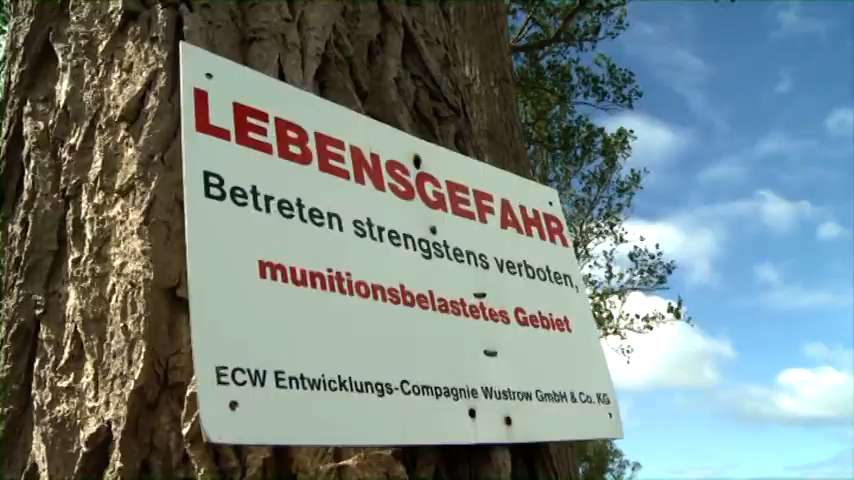 LEBENSGEFAHR
Betreten strengstens verboten,
munitionsbelastetes Gebiet
ECW Entwicklungs-Compagnie Wustrow GmbH & Co. KG